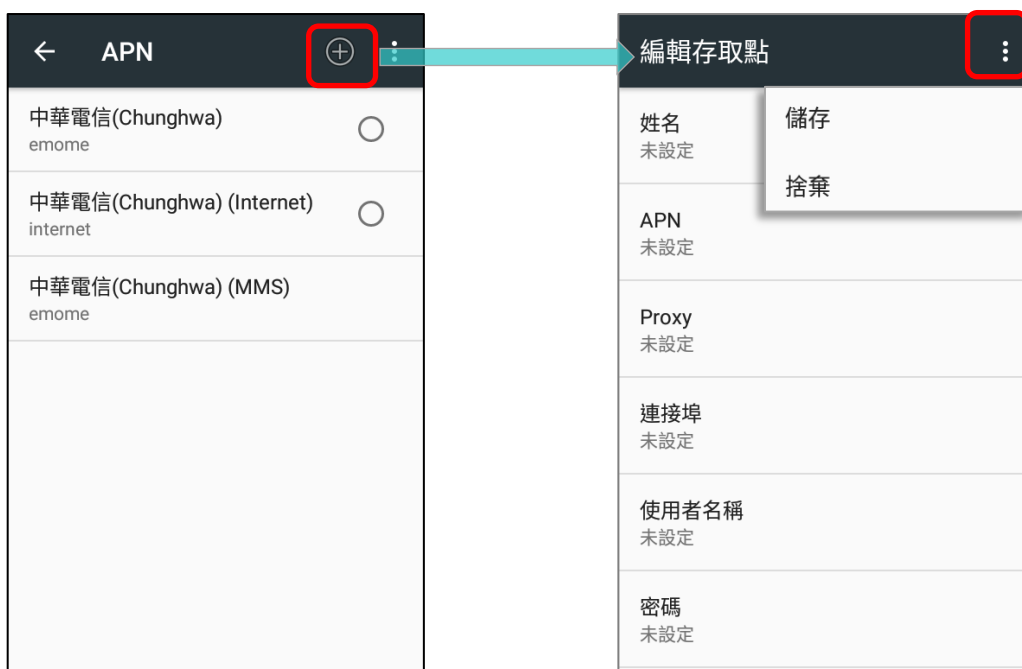 APN
中華電信(Chunghwa)
emome
中華電信(Chunghwa) (Internet)
internet
中華電信(Chunghwa) (MMS)
emome
編輯存取點
儲存
捨棄
姓名
未設定
APN
未設定
Proxy
未設定
連接埠
未設定
使用者名稱
未設定
密碼
未設定